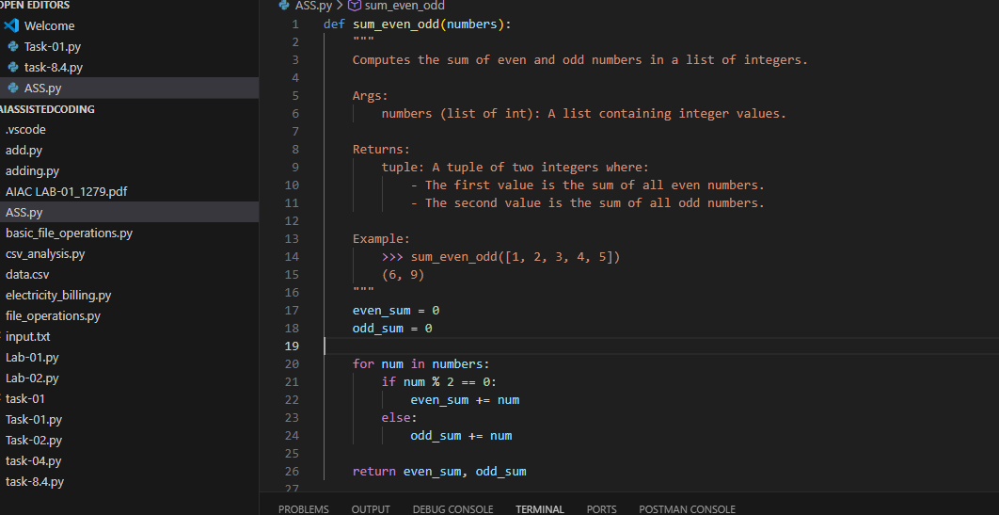 OPEN EDITORS
Welcome
Task-01.py
task-8.4.py
ASS.py
AIASSISTEDCODING
.vscode
add.py
adding.py
AIAC LAB-01_1279.pdf
ASS.py
basic_file_operations.py
csv_analysis.py
data.csv
electricity_billing.py
file_operations.py
input.txt
Lab-01.py
Lab-02.py
task-01
Task-01.py
Task-02.py
task-04.py
task-8.4.py
ASS.py > sum_even_odd
1 def sum_even_odd(numbers):
2 """
3 Computes the sum of even and odd numbers in a list of integers.
4
5 Args:
6 numbers (list of int): A list containing integer values.
7
8 Returns:
9 tuple: A tuple of two integers where:
10 - The first value is the sum of all even numbers.
11 - The second value is the sum of all odd numbers.
12
13 Example:
14 >>> sum_even_odd([1, 2, 3, 4, 5])
15 (6, 9)
16 """
17 even_sum = 0
18 odd_sum = 0
19
20 for num in numbers:
21 if num % 2 == 0:
22 even_sum += num
23 else:
24 odd_sum += num
25
26 return even_sum, odd_sum
27
PROBLEMS OUTPUT DEBUG CONSOLE TERMINAL PORTS POSTMAN CONSOLE